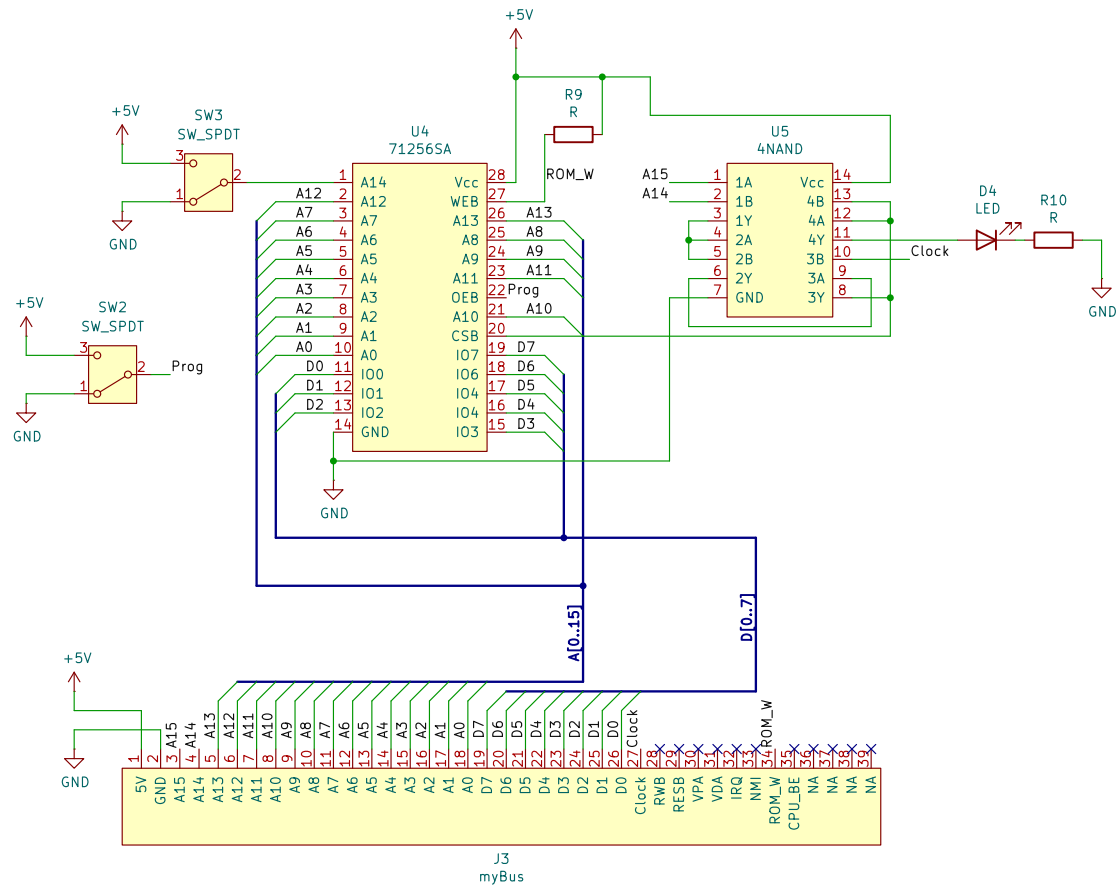 +5V
R9
R
+5V
SW3
SW_SPDT
3
2
1
GND
U4
71256SA
ROM_W
U5
4NAND
1 A14 Vcc 28
A12 2 A12 WEB 27
A7 3 A7 A13 26 A13
A6 4 A6 A8 25 A8
A5 5 A5 A9 24 A9
A4 6 A4 A11 23 A11
A3 7 A3 OEB 22 Prog
A2 8 A2 A10 21 A10
A1 9 A1 CSB 20
A0 10 A0 IO7 19 D7
D0 11 IO0 IO6 18 D6
D1 12 IO1 IO4 17 D5
D2 13 IO2 IO4 16 D4
14 GND IO3 15 D3
A15 1 1A Vcc 14
A14 2 1B 4B 13
3 1Y 4A 12
4 2A 4Y 11
5 2B 3B 10 Clock
6 2Y 3A 9
7 GND 3Y 8
D4
LED
R10
R
GND
+5V
SW2
SW_SPDT
3
2 Prog
1
GND
GND
A[0..15]
D[0..7]
+5V
GND
A15 A14 A13 A12 A11 A10 A9 A8 A7 A6 A5 A4 A3 A2 A1 A0 D7 D6 D5 D4 D3 D2 D1 D0 Clock ROM_W
1 2 3 4 5 6 7 8 9 10 11 12 13 14 15 16 17 18 19 20 21 22 23 24 25 26 27 28 29 30 31 32 33 34 35 36 37 38 39
5V GND A15 A14 A13 A12 A11 A10 A9 A8 A7 A6 A5 A4 A3 A2 A1 A0 D7 D6 D5 D4 D3 D2 D1 D0 Clock RWB RESB VPA VDA IRQ NMI ROM_W CPU_BE NA NA NA NA
J3
myBus